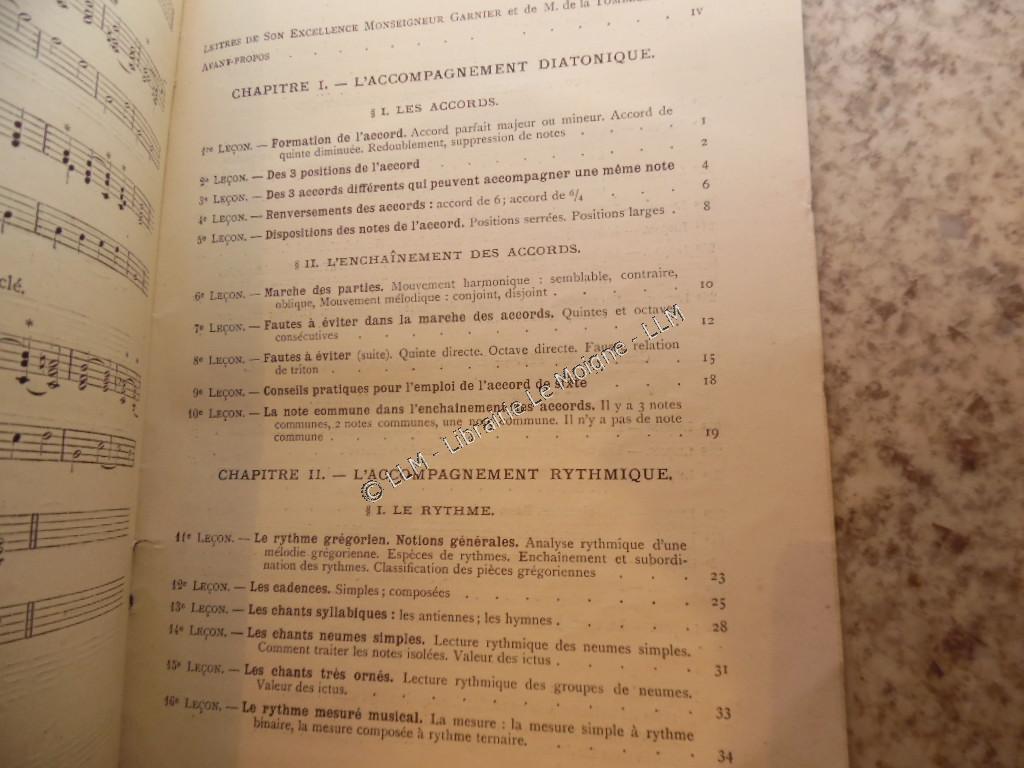 clé.
LETTRES DE SON EXCELLENCE MONSEIGNEUR GARNIER et de M. de la
AVANT-PROPOS . . . . . . . IV
CHAPITRE I. — L'ACCOMPAGNEMENT DIATONIQUE.
§ I. LES ACCORDS.
1re LEÇON. — Formation de l'accord. Accord parfait majeur ou mineur. Accord de
quinte diminuée. Redoublement, suppression de notes . . . 1
2e LEÇON. — Des 3 positions de l'accord . . . . . . . 2
3e LEÇON. — Des 3 accords différents qui peuvent accompagner une même note 4
4e LEÇON. — Renversements des accords : accord de 6 ; accord de 6/4 . . . 6
5e LEÇON. — Dispositions des notes de l'accord. Positions serrées. Positions larges . 8
§ II. L'ENCHAÎNEMENT DES ACCORDS.
6e LEÇON. — Marche des parties. Mouvement harmonique : semblable, contraire,
oblique, Mouvement mélodique : conjoint, disjoint . . . . 10
7e LEÇON. — Fautes à éviter dans la marche des accords. Quintes et octaves
consécutives . . . . . . . . 12
8e LEÇON. — Fautes à éviter (suite). Quinte directe. Octave directe. Fausse relation
de triton . . . . . . . . 15
9e LEÇON. — Conseils pratiques pour l'emploi de l'accord de sixte . . . 18
10e LEÇON. — La note commune dans l'enchaînement des accords. Il y a 3 notes
communes, 2 notes communes, une note commune. Il n'y a pas de note
commune . . . . . . . . 19
CHAPITRE II. — L'ACCOMPAGNEMENT RYTHMIQUE.
§ I. LE RYTHME.
11e LEÇON. — Le rythme grégorien. Notions générales. Analyse rythmique d'une
mélodie grégorienne. Espèces de rythmes. Enchaînement et subordi-
nation des rythmes. Classification des pièces grégoriennes . . . 23
12e LEÇON. — Les cadences. Simples ; composées . . . . . . 25
13e LEÇON. — Les chants syllabiques : les antiennes ; les hymnes . . . . 28
14e LEÇON. — Les chants neumes simples. Lecture rythmique des neumes simples.
Comment traiter les notes isolées. Valeur des ictus . . . . 31
15e LEÇON. — Les chants très ornés. Lecture rythmique des groupes de neumes.
Valeur des ictus. . . . . . . . 33
16e LEÇON. — Le rythme mesuré musical. La mesure : la mesure simple à rythme
binaire, la mesure composée à rythme ternaire. . . . . 34
© LLM - Librairie Le Moigne - LLM